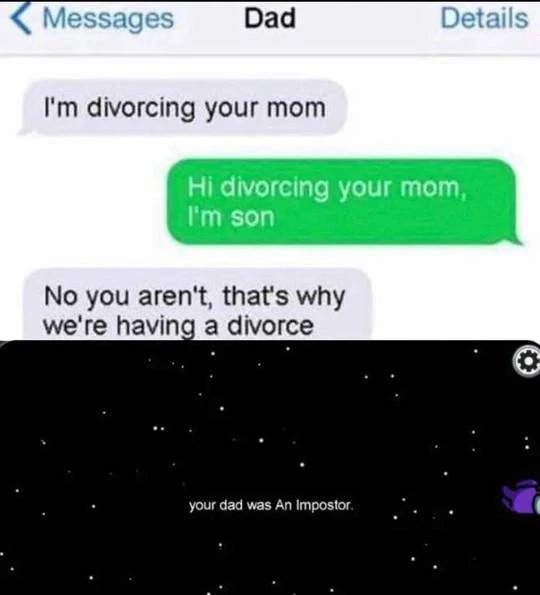 Messages
Dad
Details
I'm divorcing your mom
Hi divorcing your mom,
I'm son
No you aren't, that's why
we're having a divorce
your dad was An Impostor.